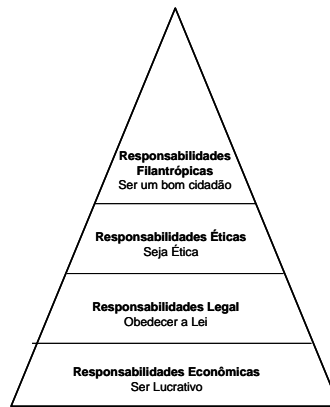 Responsabilidades
Filantrópicas
Ser um bom cidadão
Responsabilidades Éticas
Seja Ética
Responsabilidades Legal
Obedecer a Lei
Responsabilidades Econômicas
Ser Lucrativo